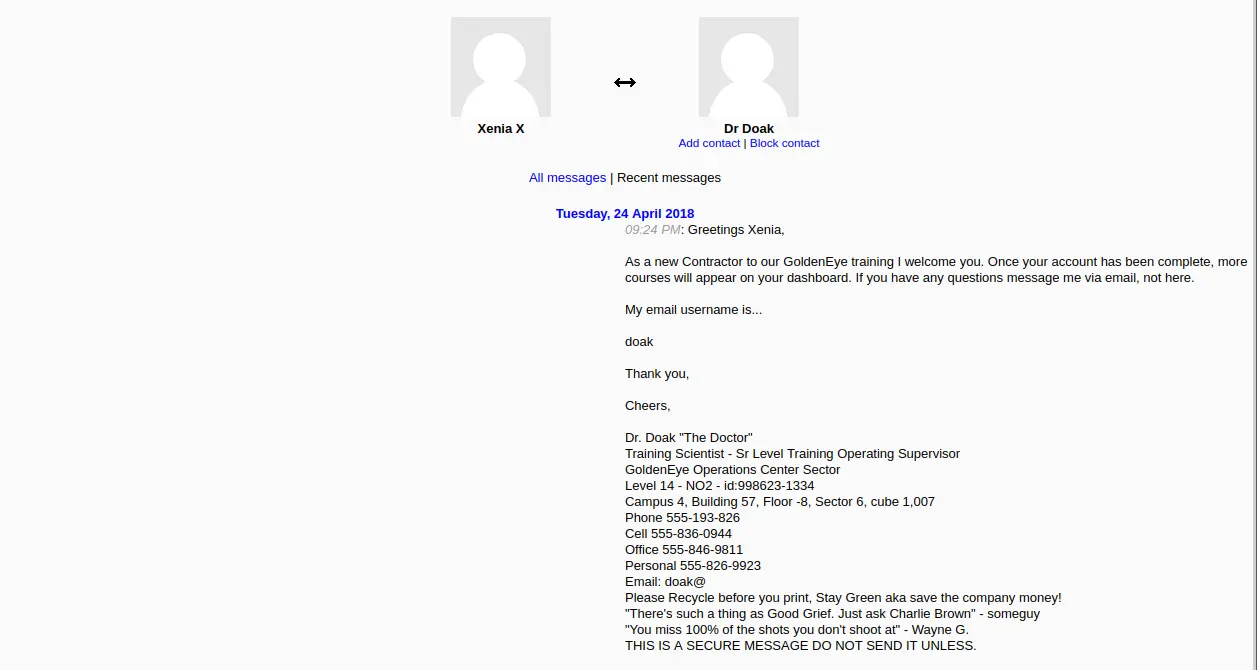 Xenia X
Dr Doak
Add contact | Block contact
All messages | Recent messages
Tuesday, 24 April 2018
09:24 PM: Greetings Xenia,
As a new Contractor to our GoldenEye training I welcome you. Once your account has been complete, more
courses will appear on your dashboard. If you have any questions message me via email, not here.
My email username is...
doak
Thank you,
Cheers,
Dr. Doak "The Doctor"
Training Scientist - Sr Level Training Operating Supervisor
GoldenEye Operations Center Sector
Level 14 - NO2 - id:998623-1334
Campus 4, Building 57, Floor -8, Sector 6, cube 1,007
Phone 555-193-826
Cell 555-836-0944
Office 555-846-9811
Personal 555-826-9923
Email: doak@
Please Recycle before you print, Stay Green aka save the company money!
"There's such a thing as Good Grief. Just ask Charlie Brown" - someguy
"You miss 100% of the shots you don't shoot at" - Wayne G.
THIS IS A SECURE MESSAGE DO NOT SEND IT UNLESS.